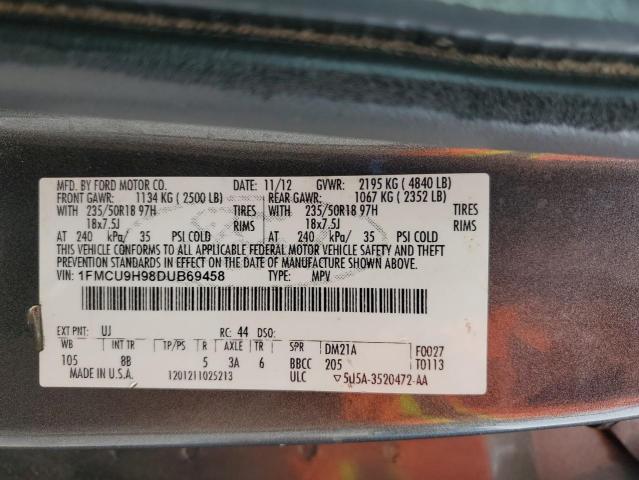 MFD. BY FORD MOTOR CO. DATE: 11/12 GVWR: 2195 KG ( 4840 LB)
FRONT GAWR: 1134 KG ( 2500 LB) REAR GAWR: 1067 KG ( 2352 LB)
WITH 235/50R18 97H TIRES WITH 235/50R18 97H TIRES
18x7.5J RIMS 18x7.5J RIMS
AT 240 kPa/ 35 PSI COLD AT 240 kPa/ 35 PSI COLD
THIS VEHICLE CONFORMS TO ALL APPLICABLE FEDERAL MOTOR VEHICLE SAFETY AND THEFT
PREVENTION STANDARDS IN EFFECT ON THE DATE OF MANUFACTURE SHOWN ABOVE.
VIN: 1FMCU9H98DUB69458 TYPE: MPV
EXT PNT: UJ RC: 44 DSO:
WB INT TR TP/PS R AXLE TR SPR DM21A F0027
105 8B 5 3A 6 BBCC 205 T0113
MADE IN U.S.A. 1201211025213 ULC ▽5U5A-3520472-AA